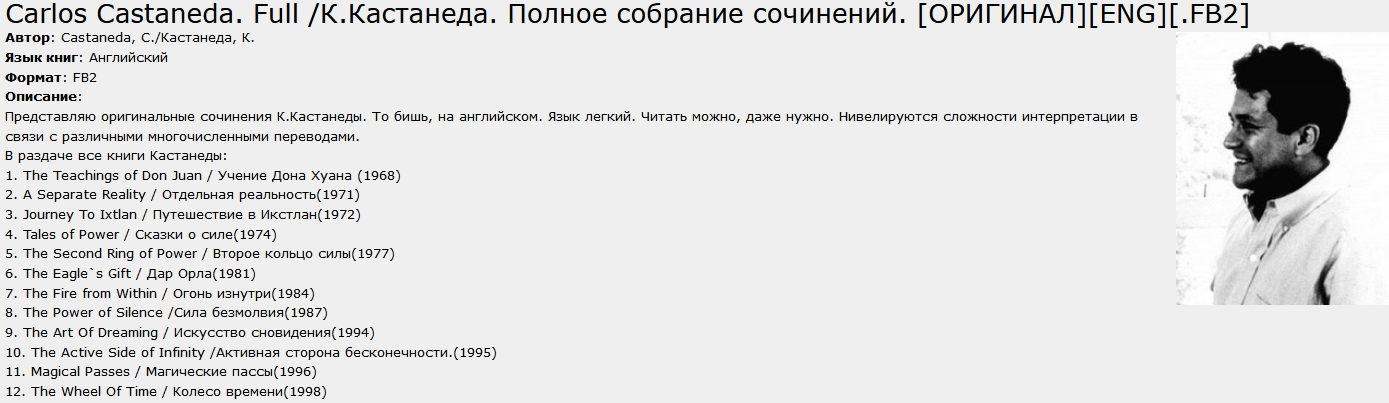 Carlos Castaneda. Full /К.Кастанеда. Полное собрание сочинений. [ОРИГИНАЛ][ENG][.FB2]
Автор: Castaneda, C./Кастанеда, К.
Язык книг: Английский
Формат: FB2
Описание:
Представляю оригинальные сочинения К.Кастанеды. То бишь, на английском. Язык легкий. Читать можно, даже нужно. Нивелируются сложности интерпретации в
связи с различными многочисленными переводами.
В раздаче все книги Кастанеды:
1. The Teachings of Don Juan / Учение Дона Хуана (1968)
2. A Separate Reality / Отдельная реальность(1971)
3. Journey To Ixtlan / Путешествие в Икстлан(1972)
4. Tales of Power / Сказки о силе(1974)
5. The Second Ring of Power / Второе кольцо силы(1977)
6. The Eagle`s Gift / Дар Орла(1981)
7. The Fire from Within / Огонь изнутри(1984)
8. The Power of Silence /Сила безмолвия(1987)
9. The Art Of Dreaming / Искусство сновидения(1994)
10. The Active Side of Infinity /Активная сторона бесконечности.(1995)
11. Magical Passes / Магические пассы(1996)
12. The Wheel Of Time / Колесо времени(1998)